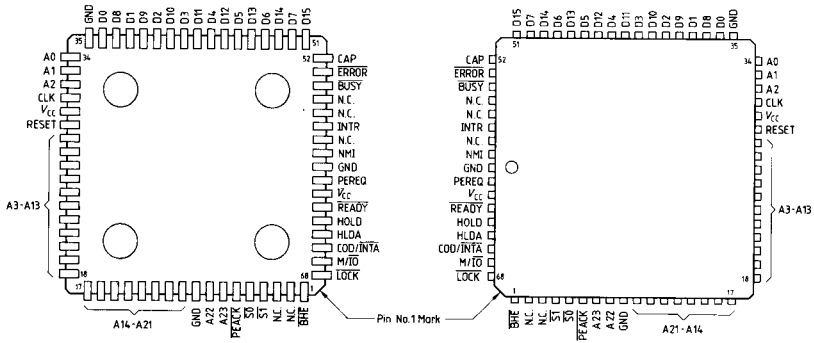 GND D0 D8 D1 D9 D2 D10 D3 D11 D4 D12 D5 D13 D6 D14 D7 D15
35 51
34 52
A0
A1
A2
CLK
VCC
RESET
A3-A13
18
17
CAP
ERROR
BUSY
N.C.
N.C.
INTR
N.C.
NMI
GND
PEREQ
VCC
READY
HOLD
HLDA
COD/INTA
M/IO
LOCK
68
1
A14-A21
GND A22 A23 PEACK S0 S1 N.C. N.C. BHE
Pin No.1 Mark
D15 D7 D14 D6 D13 D5 D12 D4 D11 D3 D10 D2 D9 D1 D8 D0 GND
51 35
52 34
CAP
ERROR
BUSY
N.C.
N.C.
INTR
N.C.
NMI
GND
PEREQ
VCC
READY
HOLD
HLDA
COD/INTA
M/IO
LOCK
68
1
A0
A1
A2
CLK
VCC
RESET
A3-A13
18
17
BHE N.C. N.C. S1 S0 PEACK A23 A22 GND
A21-A14